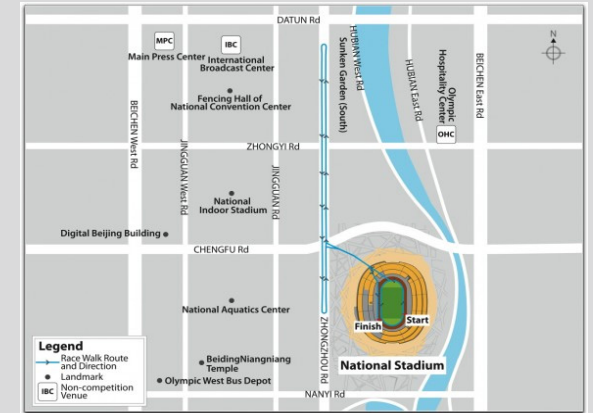 DATUN Rd
MPC
Main Press Center
IBC
International
Broadcast Center
Fencing Hall of
National Convention Center
BEICHEN West Rd
JINGGUAN West Rd
JINGGUAN Rd
ZHONGYI Rd
Sunken Garden (South)
HUBIAN West Rd
HUBIAN East Rd
Olympic
Hospitality Center
OHC
BEICHEN East Rd
N
National
Indoor Stadium
Digital Beijing Building
CHENGFU Rd
National Aquatics Center
ZHONGZHOU Rd
Finish
Start
National Stadium
BeidingNiangniang
Temple
Olympic West Bus Depot
NANYI Rd
Legend
Race Walk Route
and Direction
Landmark
IBC
Non-competition
Venue